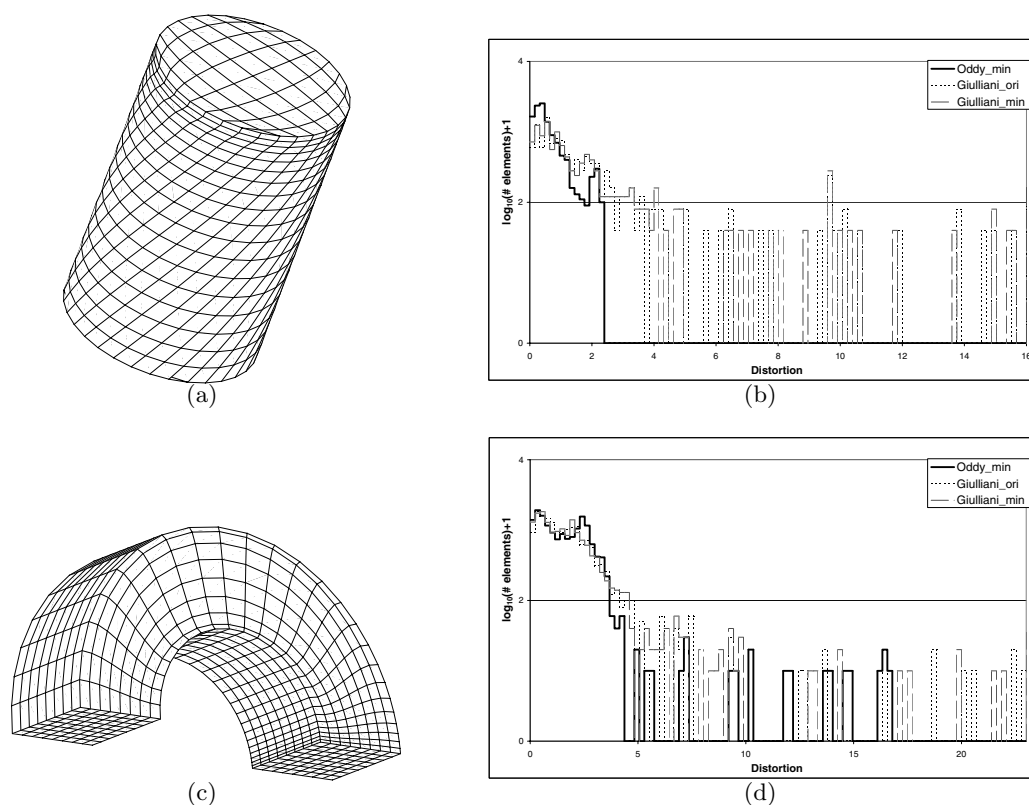 4
2
0
log10(# elements)+1
Oddy_min
Giulliani_ori
Giulliani_min
0 2 4 6 8 10 12 14 16
Distortion
(a)
(b)
4
2
0
log10(# elements)+1
Oddy_min
Giulliani_ori
Giulliani_min
0 5 10 15 20
Distortion
(c)
(d)